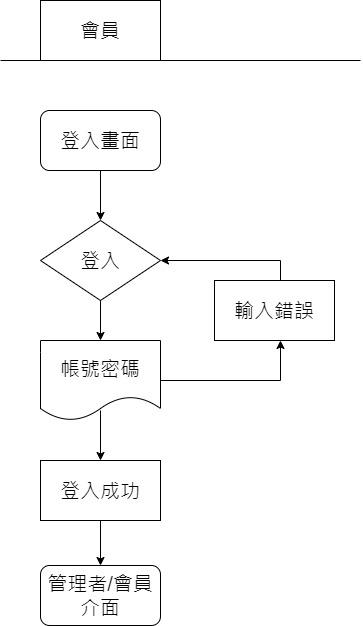 會員
登入畫面
登入
輸入錯誤
帳號密碼
登入成功
管理者/會員
介面